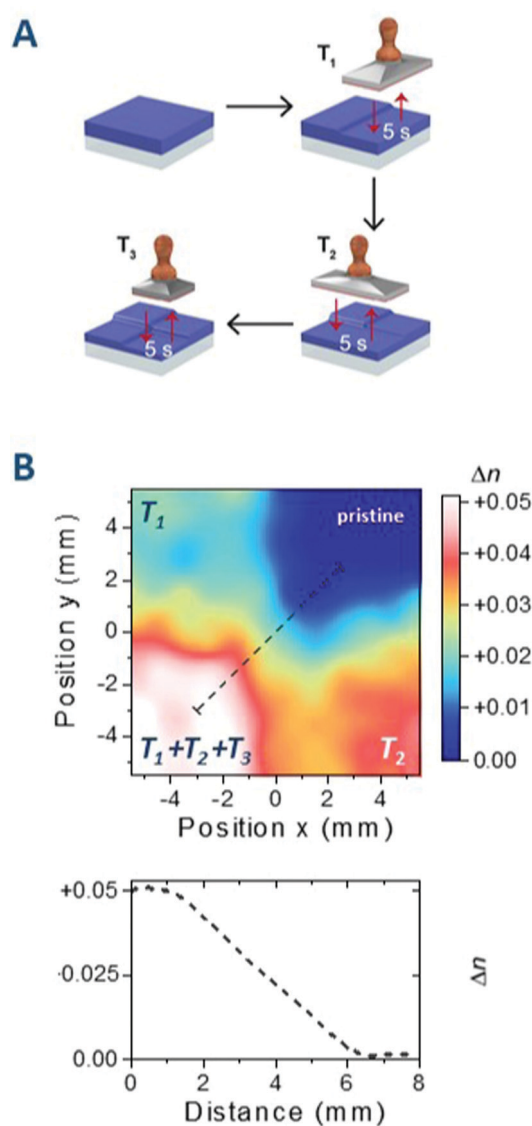 A
T₁
5 s
T₃
T₂
5 s
5 s
B
Δn
T₁
pristine
+0.05
+0.04
+0.03
+0.02
+0.01
0.00
4
2
0
-2
-4
Position y (mm)
T₁+T₂+T₃
T₂
-4 -2 0 2 4
Position x (mm)
+0.05
0.025
0.00
Δn
0 2 4 6 8
Distance (mm)